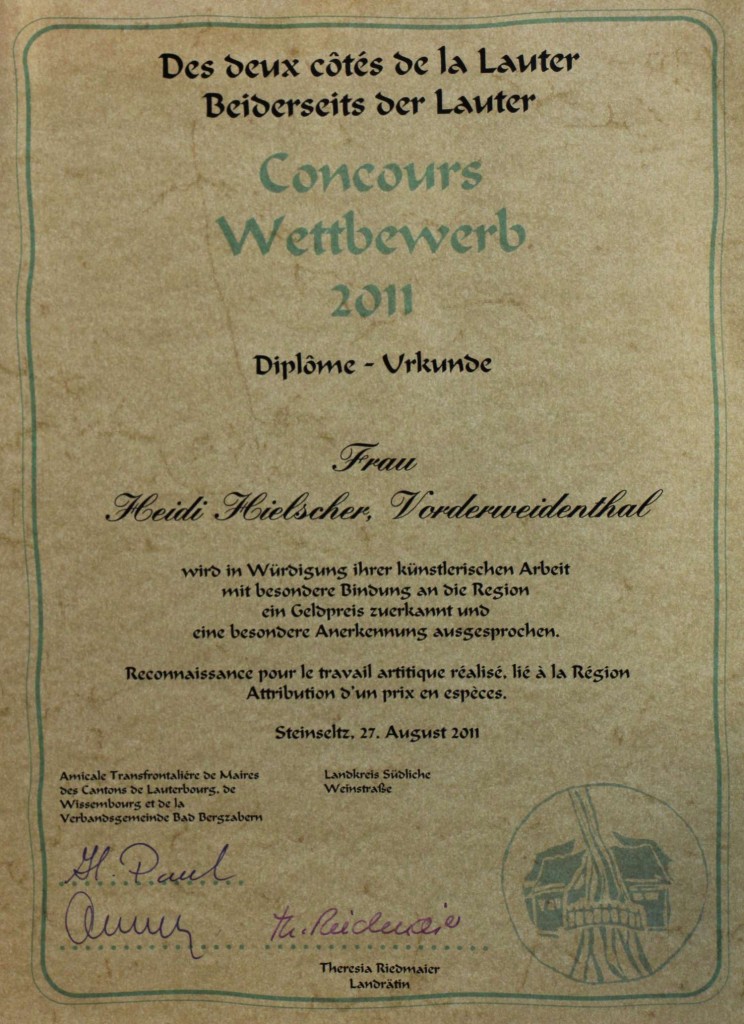 Des deux côtés de la Lauter
Beiderseits der Lauter
Concours
Wettbewerb
2011
Diplôme - Urkunde
Frau
Heidi Hielscher, Vorderweidenthal
wird in Würdigung ihrer künstlerischen Arbeit
mit besondere Bindung an die Region
ein Geldpreis zuerkannt und
eine besondere Anerkennung ausgesprochen.
Reconnaissance pour le travail artitique réalisé, lié à la Région
Attribution d'un prix en espèces.
Steinseltz, 27. August 2011
Amicale Transfrontalière de Maires
des Cantons de Lauterbourg, de
Wissembourg et de la
Verbandsgemeinde Bad Bergzabern
Landkreis Südliche
Weinstraße
H. Paul
Th. Riedmaier
Theresia Riedmaier
Landrätin